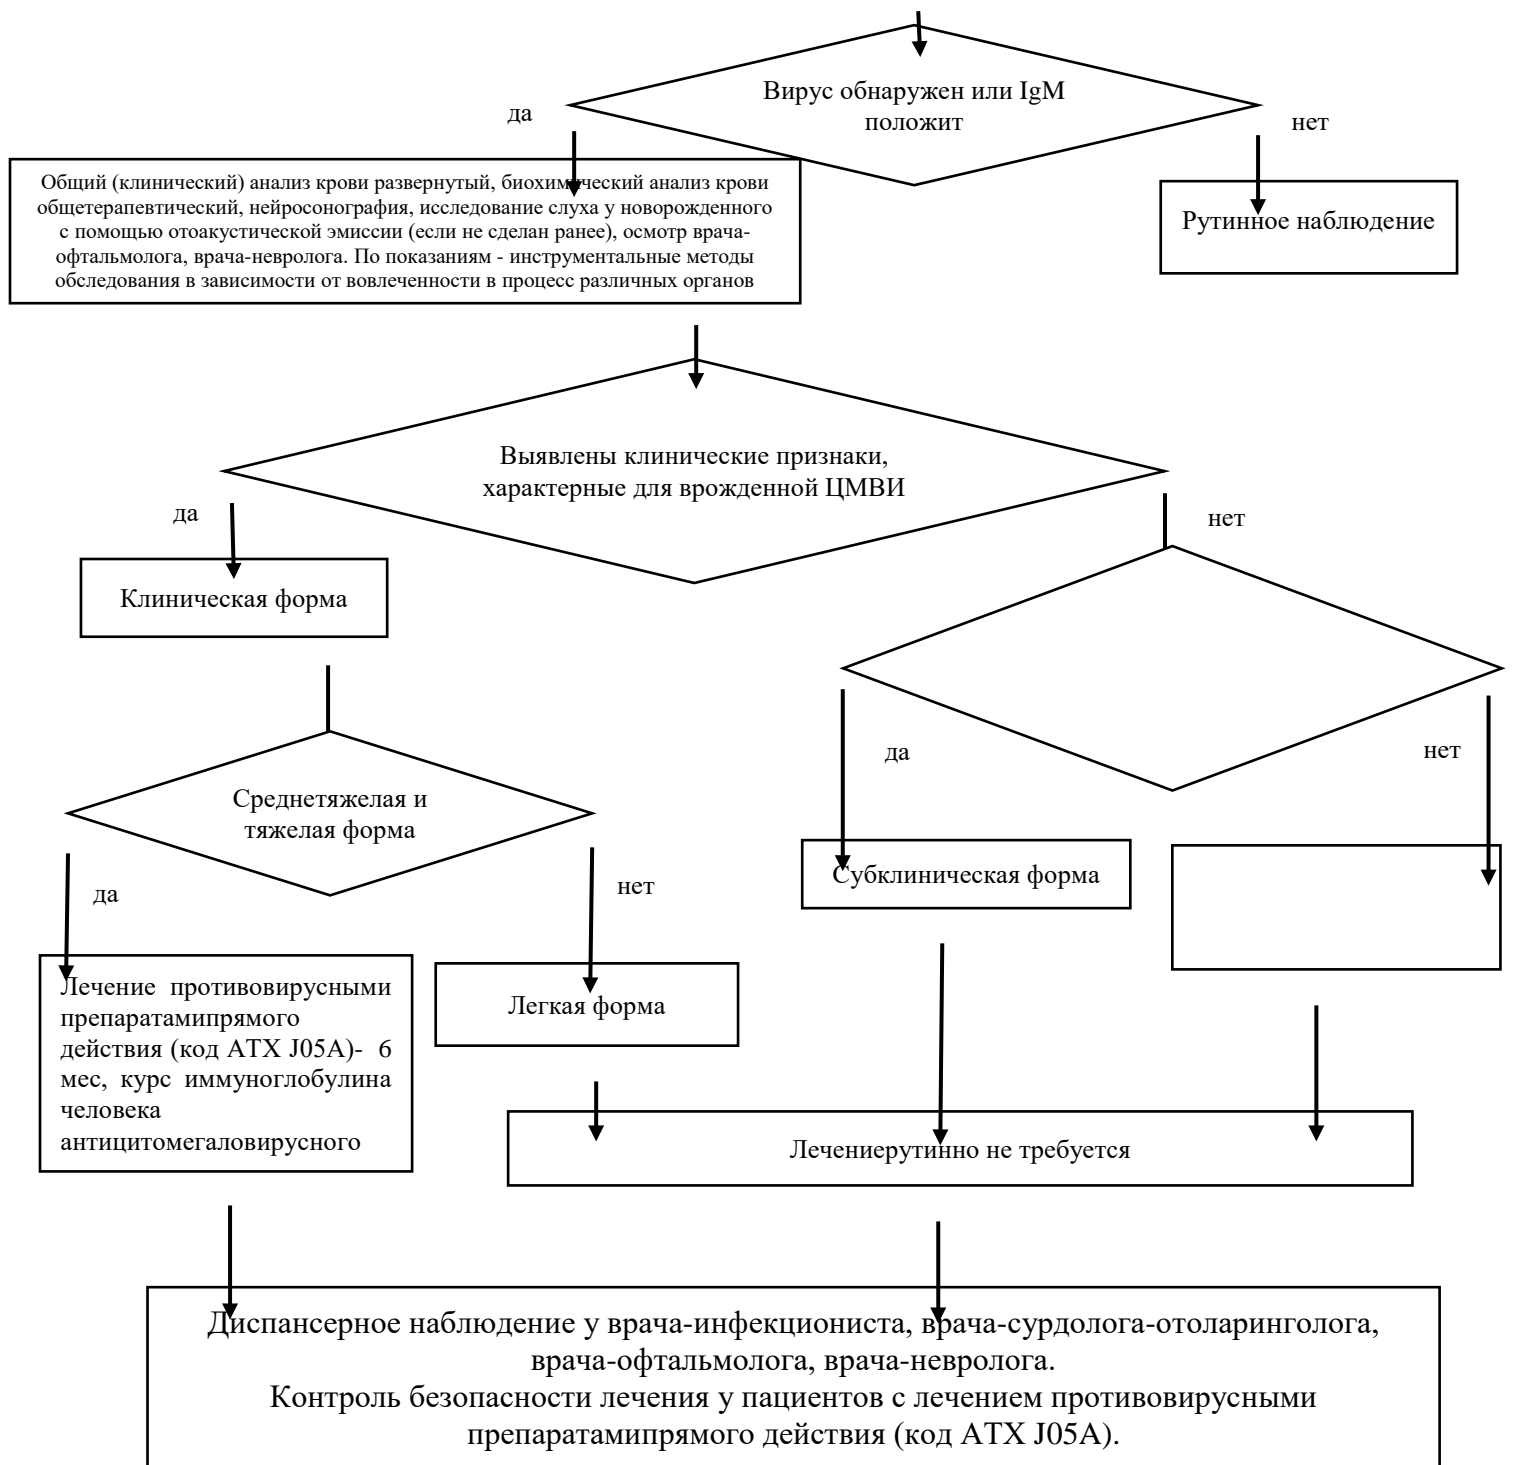 Вирус обнаружен или IgM
положит
да
нет
Общий (клинический) анализ крови развернутый, биохимический анализ крови
общетерапевтический, нейросонография, исследование слуха у новорожденного
с помощью отоакустической эмиссии (если не сделан ранее), осмотр врача-
офтальмолога, врача-невролога. По показаниям - инструментальные методы
обследования в зависимости от вовлеченности в процесс различных органов
Рутинное наблюдение
Выявлены клинические признаки,
характерные для врожденной ЦМВИ
да
нет
Клиническая форма
да
нет
Среднетяжелая и
тяжелая форма
да
нет
Субклиническая форма
Лечение противовирусными
препаратамипрямого
действия (код АТХ J05A)- 6
мес, курс иммуноглобулина
человека
антицитомегаловирусного
Легкая форма
Лечениерутинно не требуется
Диспансерное наблюдение у врача-инфекциониста, врача-сурдолога-отоларинголога,
врача-офтальмолога, врача-невролога.
Контроль безопасности лечения у пациентов с лечением противовирусными
препаратамипрямого действия (код АТХ J05A).